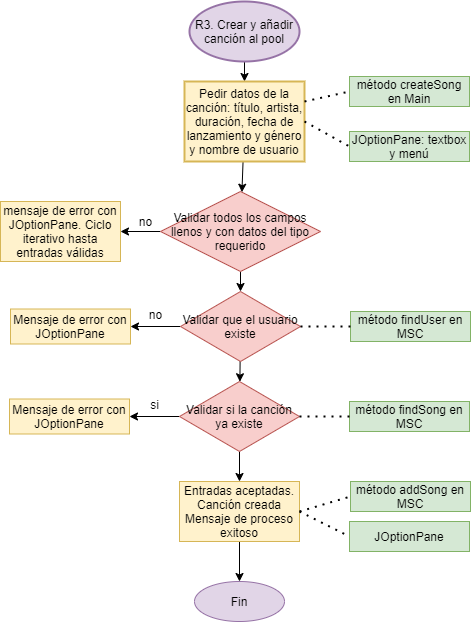 R3. Crear y añadir
canción al pool
Pedir datos de la
canción: título, artista,
duración, fecha de
lanzamiento y género
y nombre de usuario
método createSong
en Main
JOptionPane: textbox
y menú
mensaje de error con
JOptionPane. Ciclo
iterativo hasta
entradas válidas
no
Validar todos los campos
llenos y con datos del tipo
requerido
Mensaje de error con
JOptionPane
no
Validar que el usuario
existe
método findUser en
MSC
Mensaje de error con
JOptionPane
si
Validar si la canción
ya existe
método findSong en
MSC
Entradas aceptadas.
Canción creada
Mensaje de proceso
exitoso
método addSong en
MSC
JOptionPane
Fin